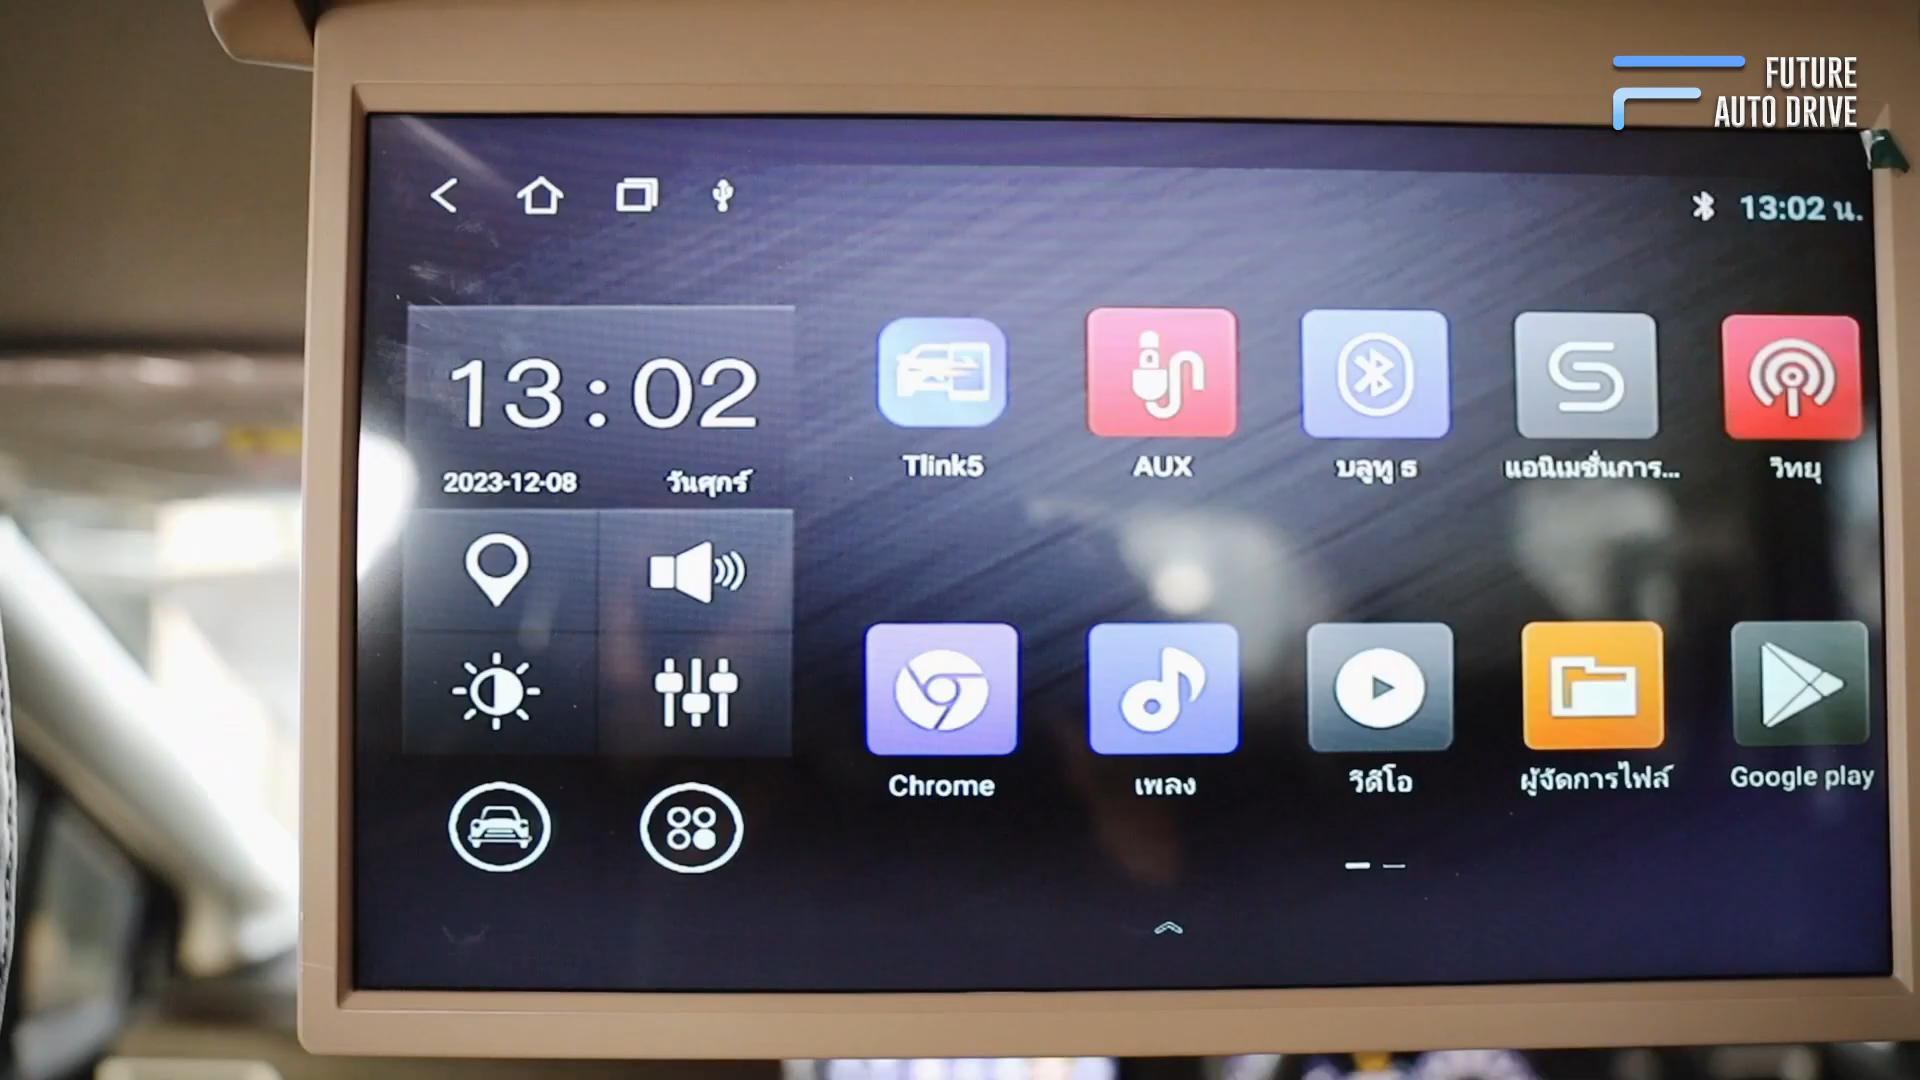 FUTURE
AUTO DRIVE
13:02 น.
13:02
2023-12-08 วันศุกร์
Tlink5 AUX บลูทู ธ แอนิเมชั่นการ... วิทยุ
Chrome เพลง วิดีโอ ผู้จัดการไฟล์ Google play